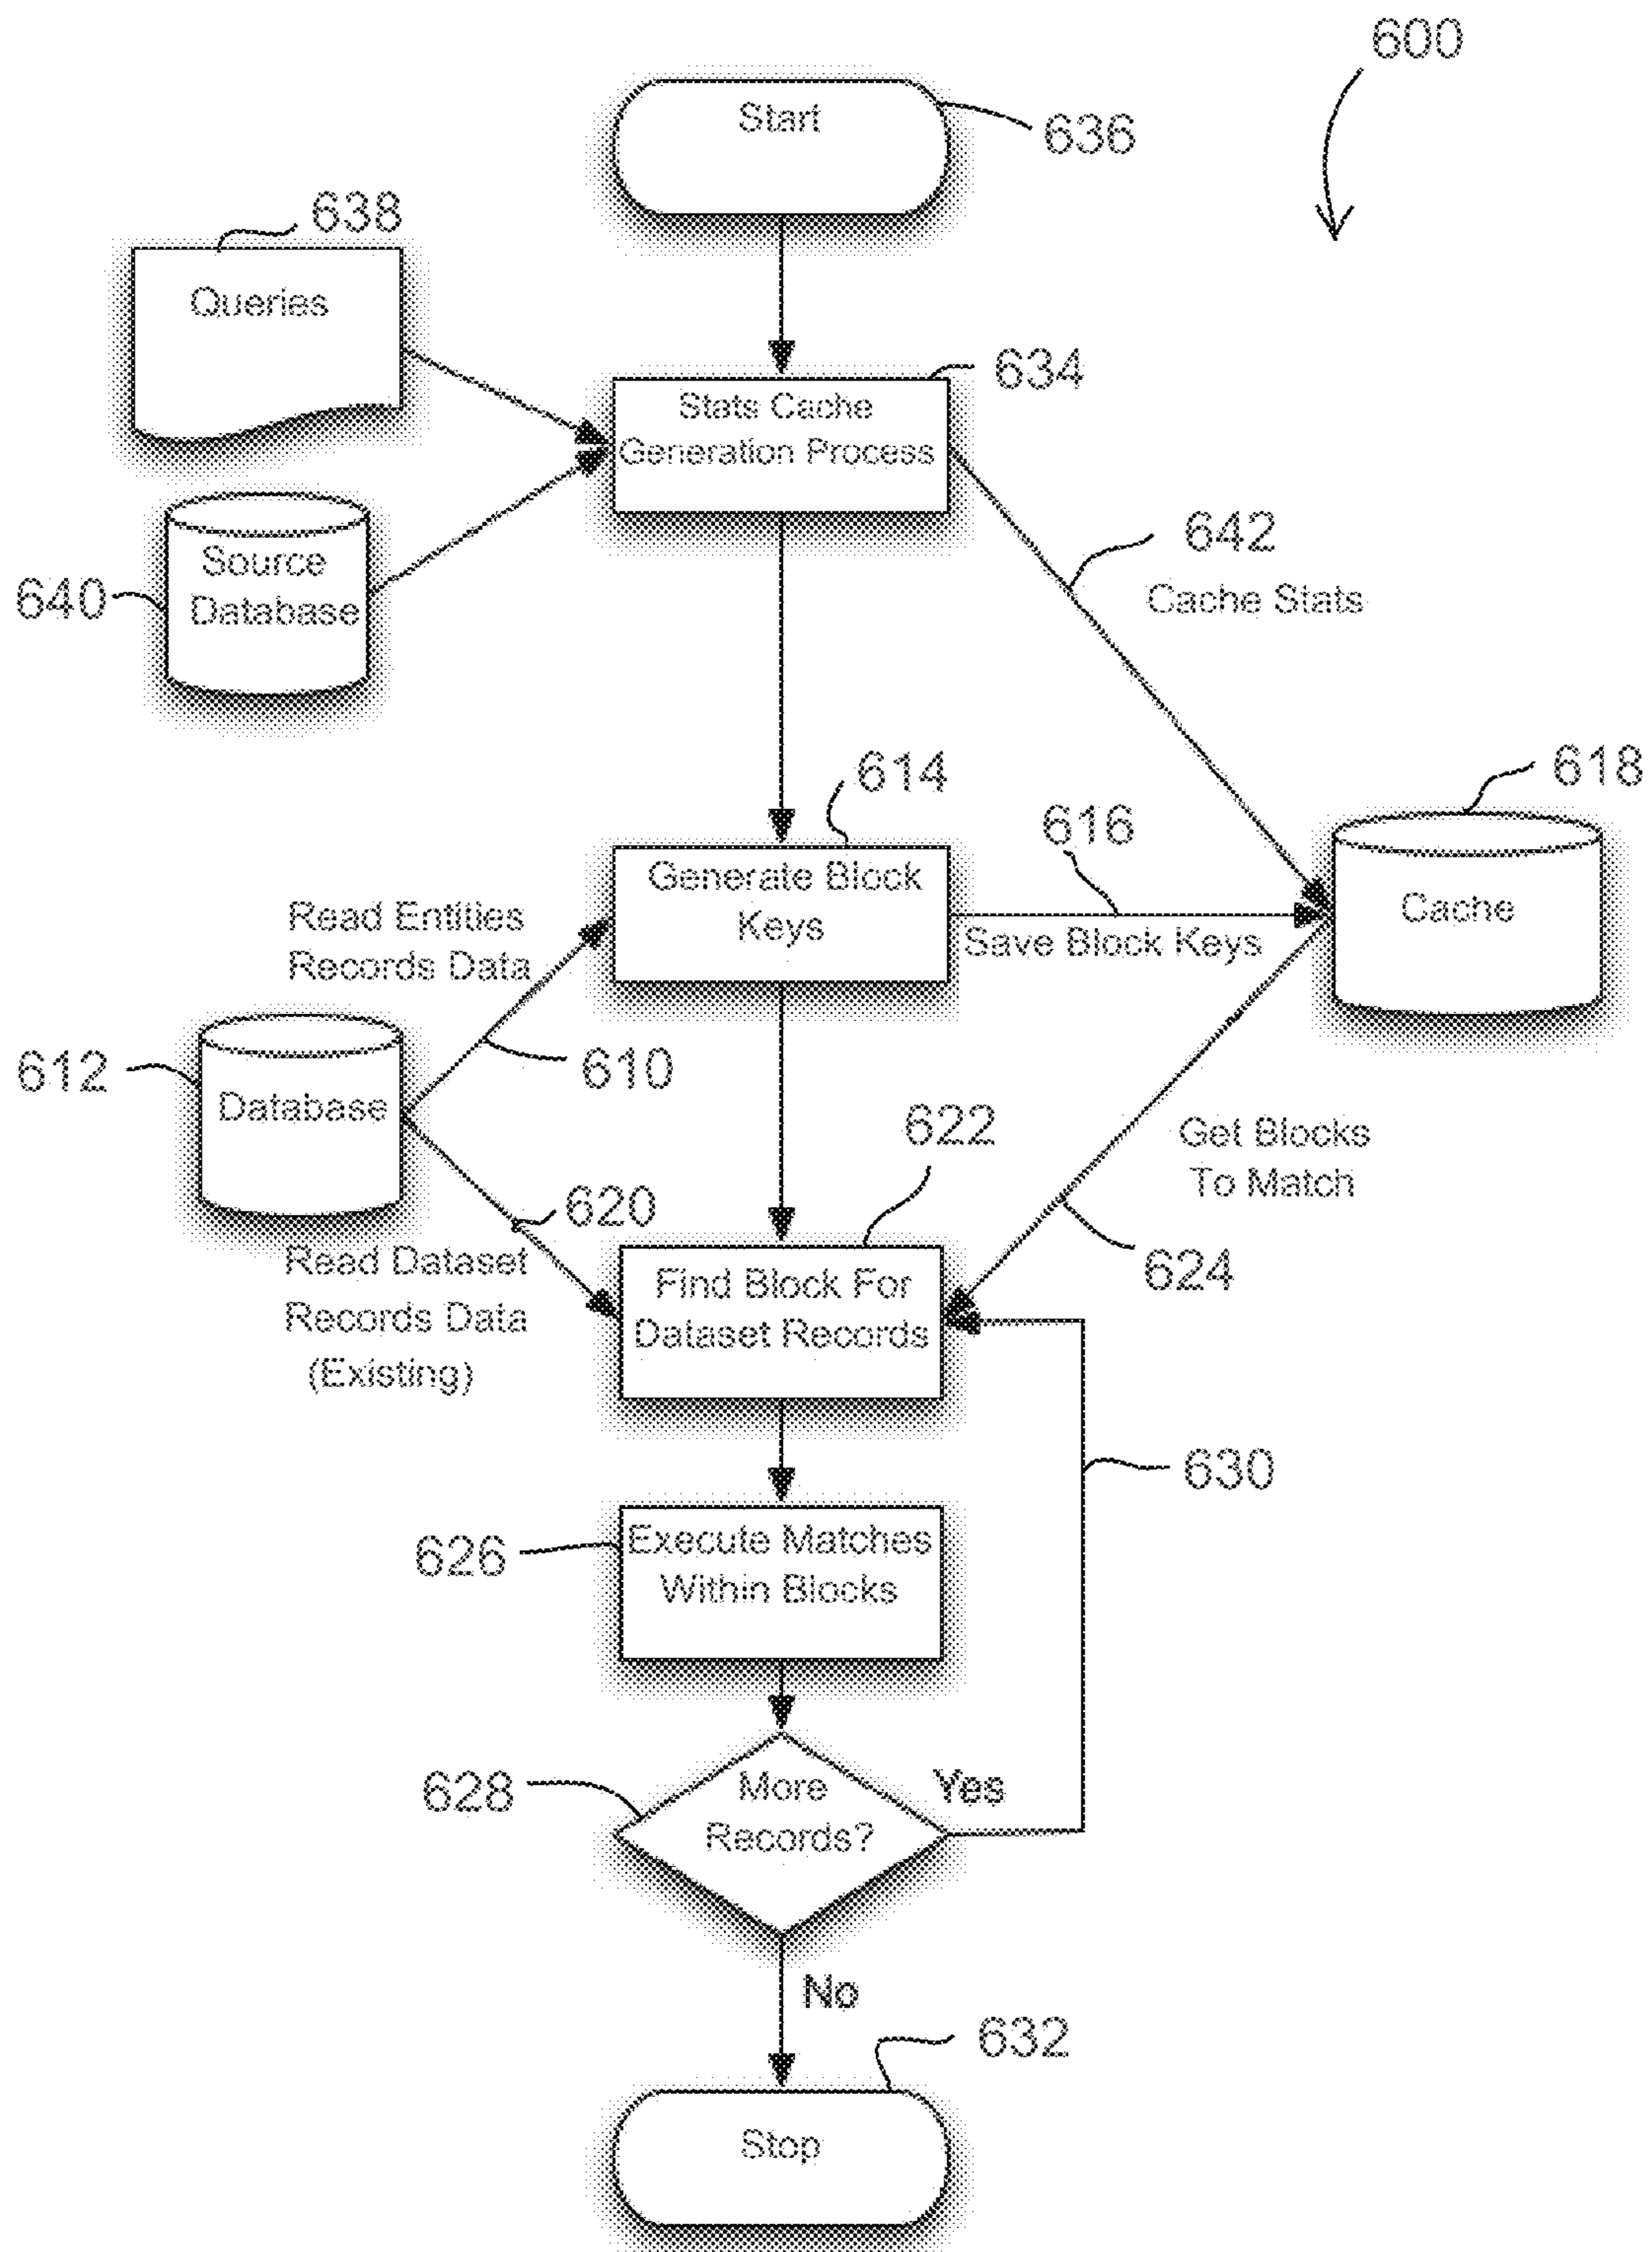 600
Start
636
638
Queries
634
Stats Cache
Generation Process
642
Cache Stats
Source
Database
640
618
614
616
Generate Block
Keys
Save Block Keys
Cache
Read Entities
Records Data
610
612
Database
622
Get Blocks
To Match
620
624
Read Dataset
Records Data
(Existing)
Find Block For
Dataset Records
630
626
Execute Matches
Within Blocks
628
More
Records?
Yes
No
632
Stop